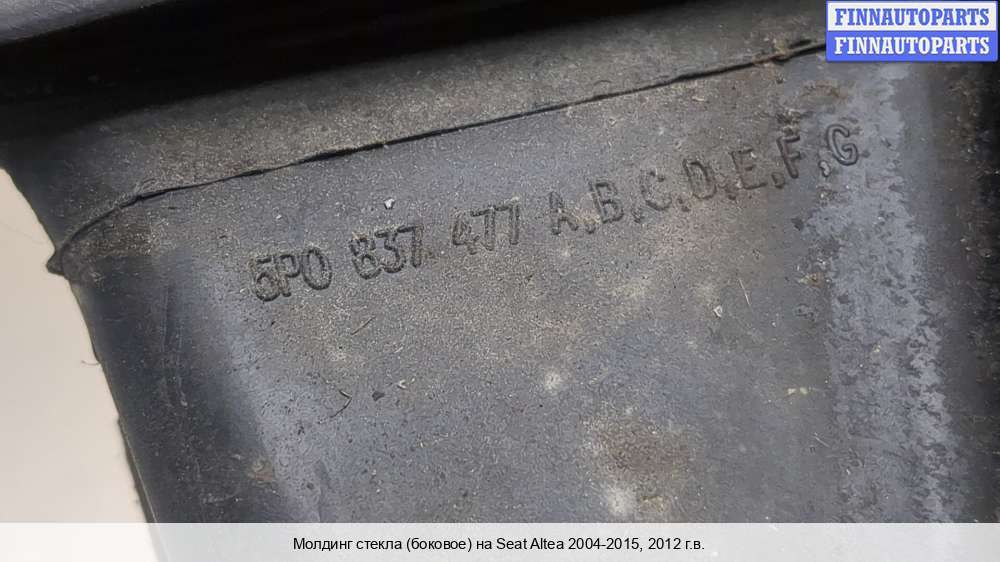 FINNAUTOPARTS
FINNAUTOPARTS
5P0 837 477 A.B.C.D.E.F.G
Молдинг стекла (боковое) на Seat Altea 2004-2015, 2012 г.в.